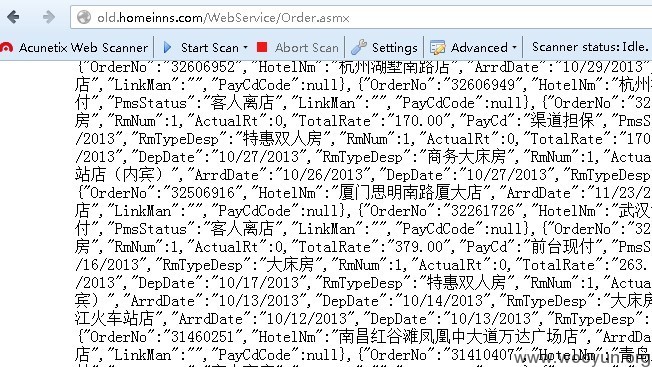 old.homeinns.com/WebService/Order.asmx
Acunetix Web Scanner Start Scan Abort Scan Settings Advanced Scanner status: Idle.
{"OrderNo":"32606952","HotelNm":"杭州湖墅南路店","ArrdDate":"10/29/2013"
店","LinkMan":"","PayCdCode":null},{"OrderNo":"32606949","HotelNm":"杭州
付","PmsStatus":"客人离店","LinkMan":"","PayCdCode":null},{"OrderNo":"32
房","RmNum":1,"ActualRt":0,"TotalRate":"170.00","PayCd":"渠道担保","PmsS
/2013","RmTypeDesp":"特惠双人房","RmNum":1,"ActualRt":0,"TotalRate":"170
/2013","DepDate":"10/27/2013","RmTypeDesp":"商务大床房","RmNum":1,"Actua
站店（内宾）","ArrdDate":"10/26/2013","DepDate":"10/27/2013","RmTypeDesp"
{"OrderNo":"32506916","HotelNm":"厦门思明南路厦大店","ArrdDate":"11/23/2
店","LinkMan":"","PayCdCode":null},{"OrderNo":"32261726","HotelNm":"武汉
付","PmsStatus":"客人离店","LinkMan":"","PayCdCode":null},{"OrderNo":"32
房","RmNum":1,"ActualRt":0,"TotalRate":"379.00","PayCd":"前台现付","PmsS
/16/2013","RmTypeDesp":"大床房","RmNum":1,"ActualRt":0,"TotalRate":"263.
/2013","DepDate":"10/17/2013","RmTypeDesp":"特惠双人房","RmNum":1,"Actua
宾）","ArrdDate":"10/13/2013","DepDate":"10/14/2013","RmTypeDesp":"大床房
江火车站店","ArrdDate":"10/12/2013","DepDate":"10/13/2013","RmTypeDesp":
{"OrderNo":"31460251","HotelNm":"南昌红谷滩凤凰中大道万达广场店","ArrdDa
店","LinkMan":"","PayCdCode":null},{"OrderNo":"31410407","HotelNm":"青岛
www.wooyun.org